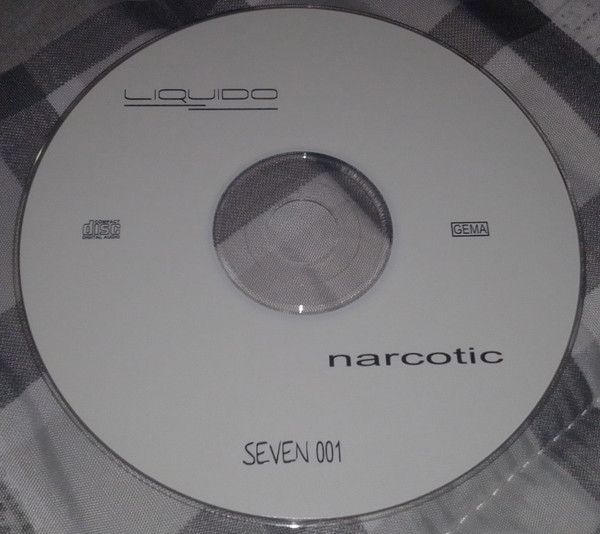 LIQUIDO
COMPACT
disc
DIGITAL AUDIO
GEMA
narcotic
SEVEN 001